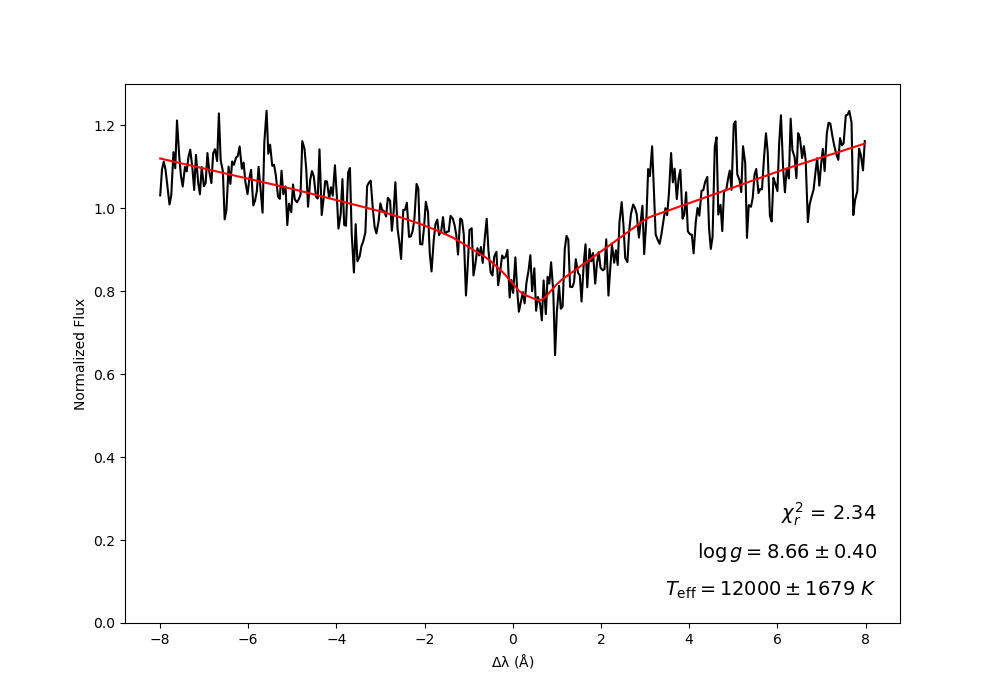 1.2
1.0
0.8
0.6
0.4
0.2
0.0
Normalized Flux
χ²ᵣ = 2.34
log g = 8.66 ± 0.40
T_eff = 12000 ± 1679 K
−8 −6 −4 −2 0 2 4 6 8
Δλ (Å)